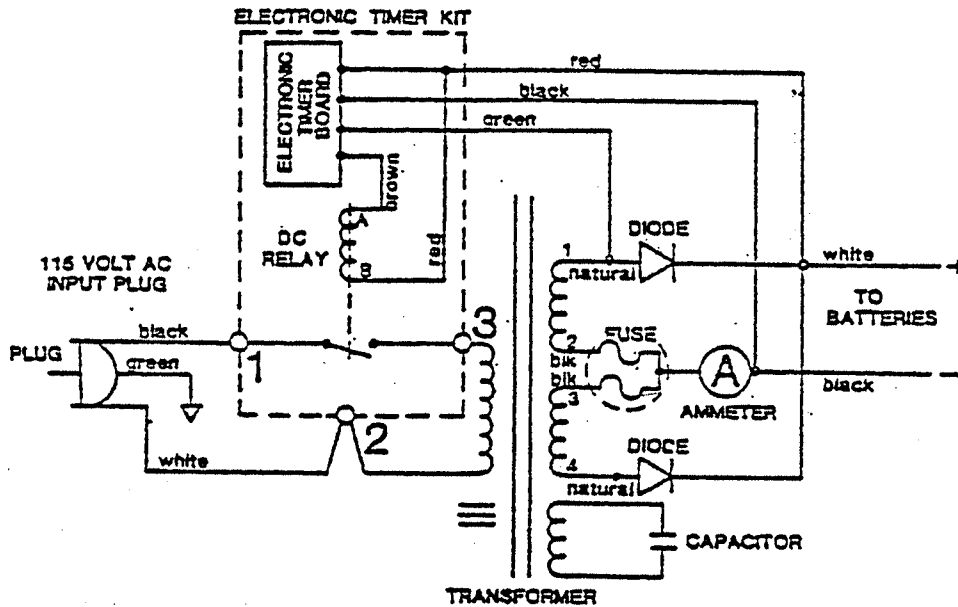 ELECTRONIC TIMER KIT
ELECTRONIC
TIMER
BOARD
red
black
green
brown
A
DC
RELAY
B
red
115 VOLT AC
INPUT PLUG
black
PLUG
green
1
3
2
white
1
natural
DIODE
white
TO
BATTERIES
2
blk
FUSE
blk
3
A
AMMETER
black
DIODE
4
natural
CAPACITOR
TRANSFORMER